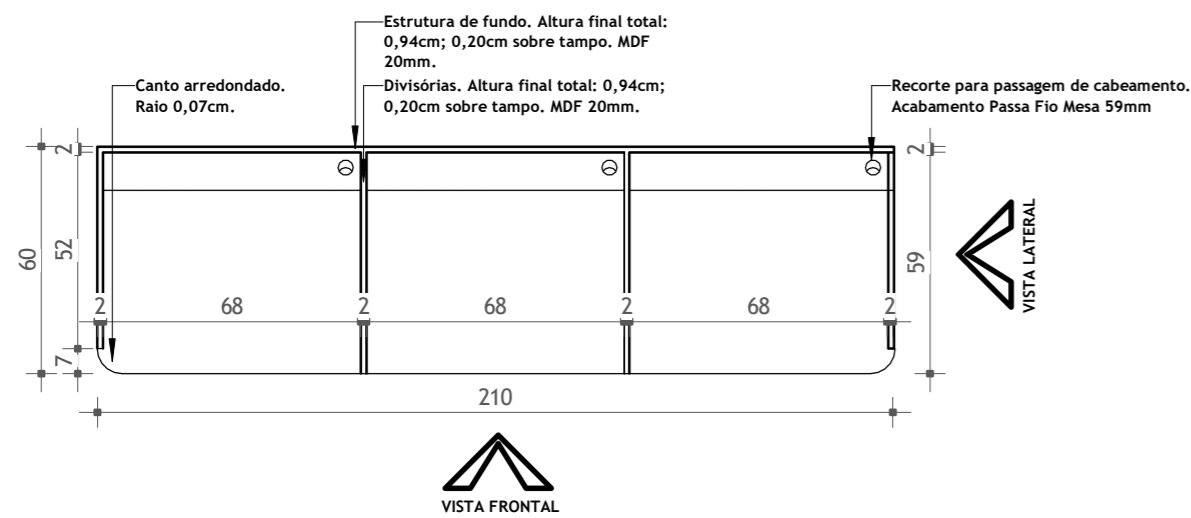 Estrutura de fundo. Altura final total:
0,94cm; 0,20cm sobre tampo. MDF
20mm.
Canto arredondado.
Raio 0,07cm.
Divisórias. Altura final total: 0,94cm;
0,20cm sobre tampo. MDF 20mm.
Recorte para passagem de cabeamento.
Acabamento Passa Fio Mesa 59mm
2
2
60
52
59
VISTA LATERAL
2
68
2
68
2
68
2
7
210
VISTA FRONTAL